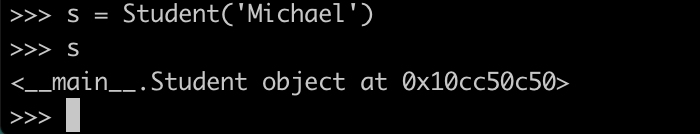 >>> s = Student('Michael')
>>> s
<__main__.Student object at 0x10cc50c50>
>>>